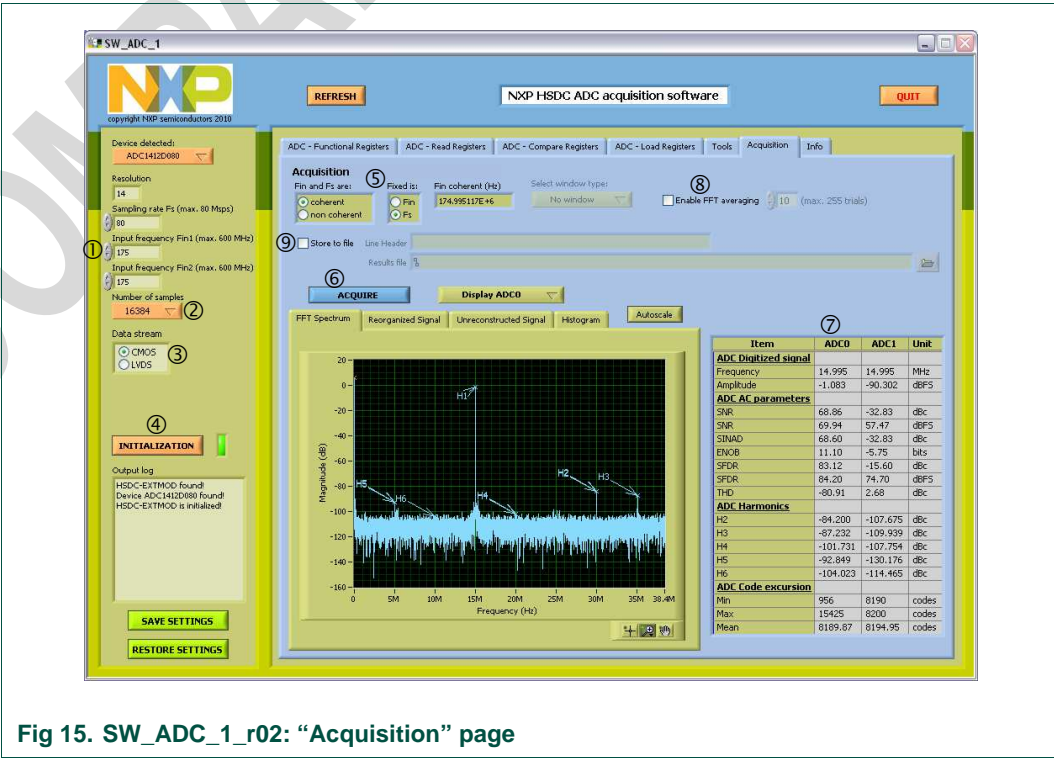 SW_ADC_1
NXP
copyright NXP semiconductors 2010
REFRESH
NXP HSDC ADC acquisition software
QUIT
Device detected:
ADC1412D080
Resolution
14
Sampling rate Fs (max. 80 Msps)
80
① Input frequency Fin1 (max. 600 MHz)
175
Input frequency Fin2 (max. 600 MHz)
175
Number of samples
16384 ②
Data stream
CMOS
LVDS
③
④
INITIALIZATION
Output log
HSDC-EXTMOD found!
Device ADC1412D080 found!
HSDC-EXTMOD is initialized!
SAVE SETTINGS
RESTORE SETTINGS
ADC - Functional Registers ADC - Read Registers ADC - Compare Registers ADC - Load Registers Tools Acquisition Info
Acquisition
Fin and Fs are: ⑤ Fixed is: Fin coherent (Hz) Select window type: ⑧
coherent Fin 174.995117E+6 No window Enable FFT averaging 10 (max. 255 trials)
non coherent Fs
⑨ Store to file Line Header
Results file
⑥
ACQUIRE Display ADC0
FFT Spectrum Reorganized Signal Unreconstructed Signal Histogram Autoscale
Magnitude (dB)
20
0
-20
-40
-60
-80
-100
-120
-140
-160
H1
H2
H3
H5
H6
H4
0 5M 10M 15M 20M 25M 30M 35M 38.4M
Frequency (Hz)
⑦
Item ADC0 ADC1 Unit
ADC Digitized signal
Frequency 14.995 14.995 MHz
Amplitude -1.083 -90.302 dBFS
ADC AC parameters
SNR 68.86 -32.83 dBc
SNR 69.94 57.47 dBFS
SINAD 68.60 -32.83 dBc
ENOB 11.10 -5.75 bits
SFDR 83.12 -15.60 dBc
SFDR 84.20 74.70 dBFS
THD -80.91 2.68 dBc
ADC Harmonics
H2 -84.200 -107.675 dBc
H3 -87.232 -109.939 dBc
H4 -101.731 -107.754 dBc
H5 -92.849 -130.176 dBc
H6 -104.023 -114.465 dBc
ADC Code excursion
Min 956 8190 codes
Max 15425 8200 codes
Mean 8189.87 8194.95 codes
Fig 15. SW_ADC_1_r02: “Acquisition” page